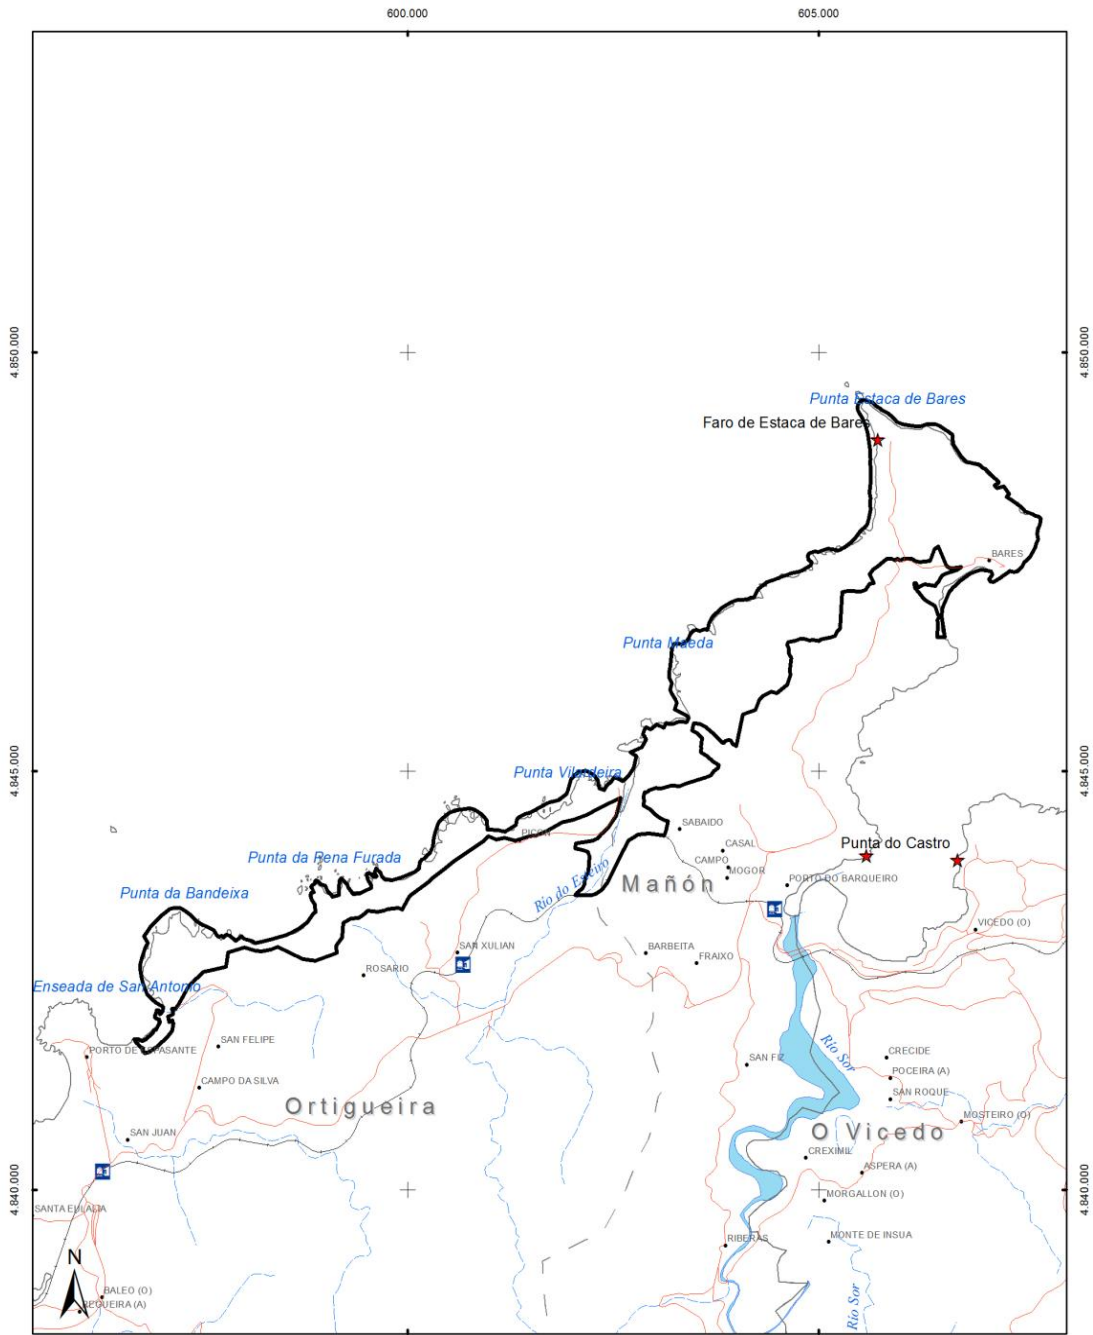 600.000
605.000
4.850.000
4.850.000
Punta Estaca de Bares
Faro de Estaca de Bares
BARES
Punta Maeda
4.845.000
4.845.000
Punta Vilardeira
PICON
SABAIDO
Punta do Castro
CASAL
Punta da Pena Furada
CAMPO
MOGOR
Mañón
PORTO DO BARQUEIRO
Rio do Esteiro
Punta da Bandeixa
VICEDO (O)
SAN XULIAN
BARBEITA
FRAIXO
ROSARIO
Enseada de San Antonio
SAN FELIPE
PORTO DE ESPASANTE
Rio Sor
CRECIDE
SAN FIZ
POCEIRA (A)
CAMPO DA SILVA
SAN ROQUE
Ortigueira
MOSTEIRO (O)
O Vicedo
SAN JUAN
CREXIMIL
ASPERA (A)
4.840.000
4.840.000
SANTA EULALIA
MORGALLON (O)
RIBERAS
MONTE DE INSUA
N
BALEO (O)
REGUEIRA (A)
Rio Sor